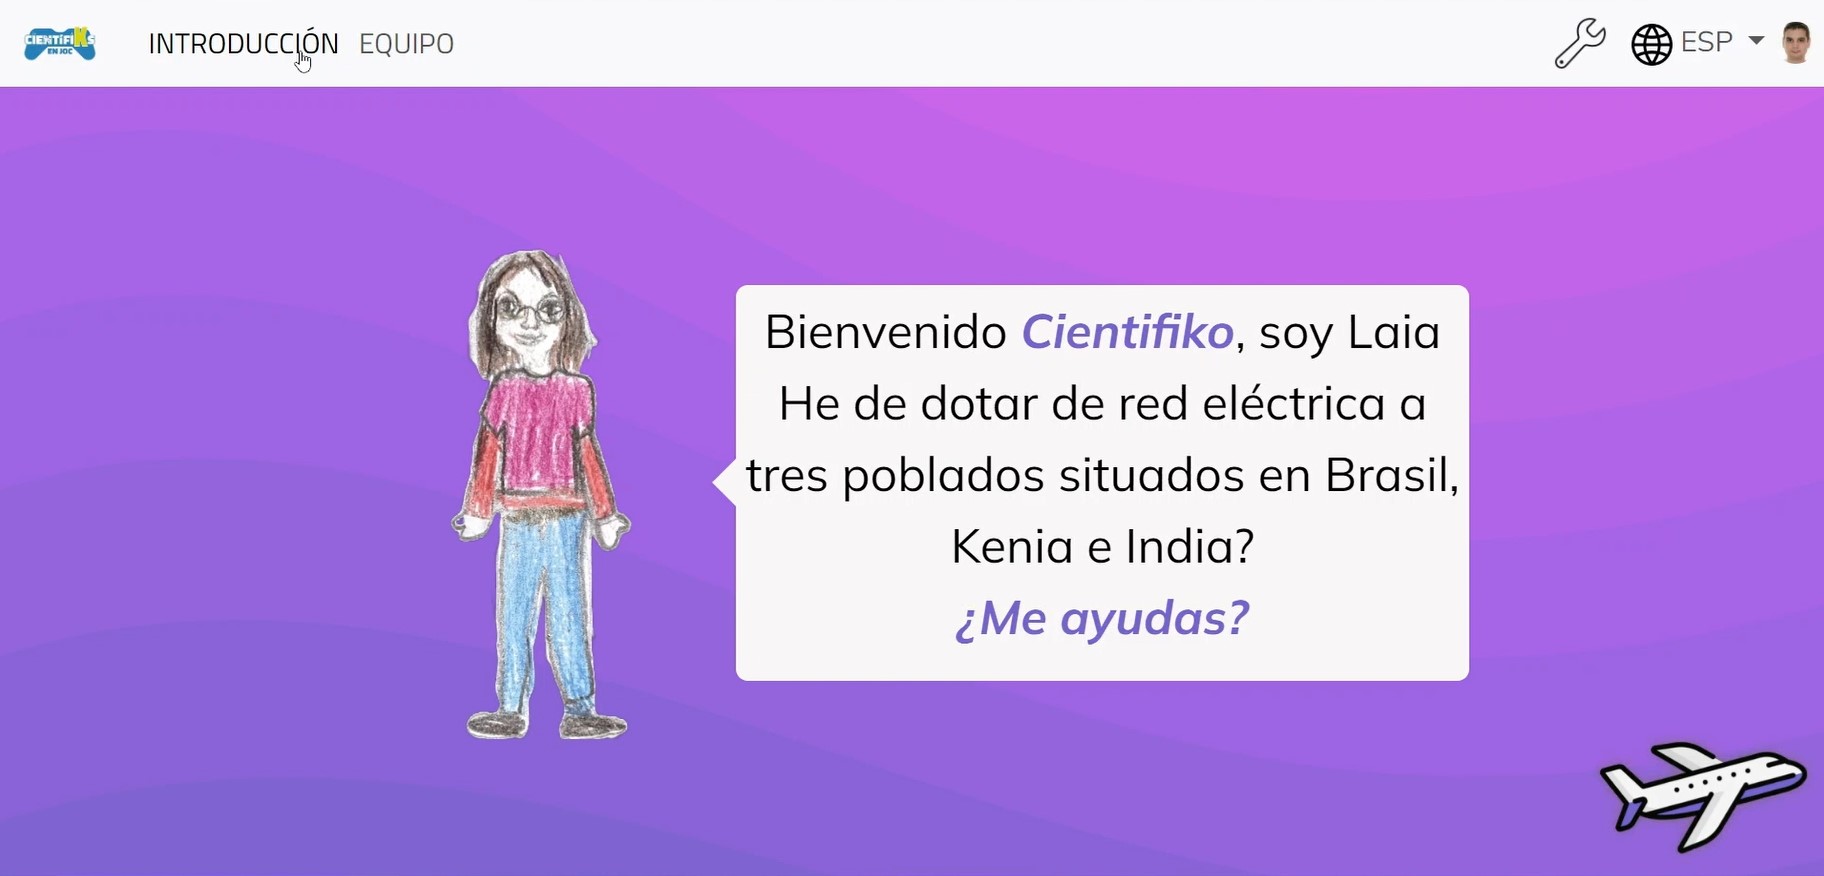 CIENTÍFIKS
EN JOC
INTRODUCCIÓN
EQUIPO
ESP
Bienvenido Cientifiko, soy Laia
He de dotar de red eléctrica a
tres poblados situados en Brasil,
Kenia e India?
¿Me ayudas?